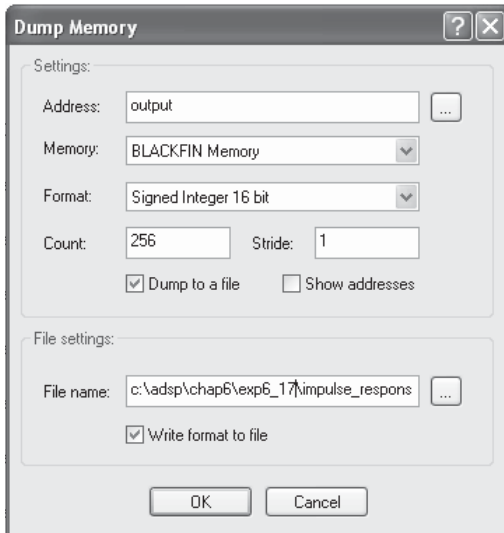 Dump Memory
Settings:
Address: output ...
Memory: BLACKFIN Memory
Format: Signed Integer 16 bit
Count: 256 Stride: 1
Dump to a file Show addresses
File settings:
File name: c:\adsp\chap6\exp6_17\impulse_respons ...
Write format to file
OK Cancel